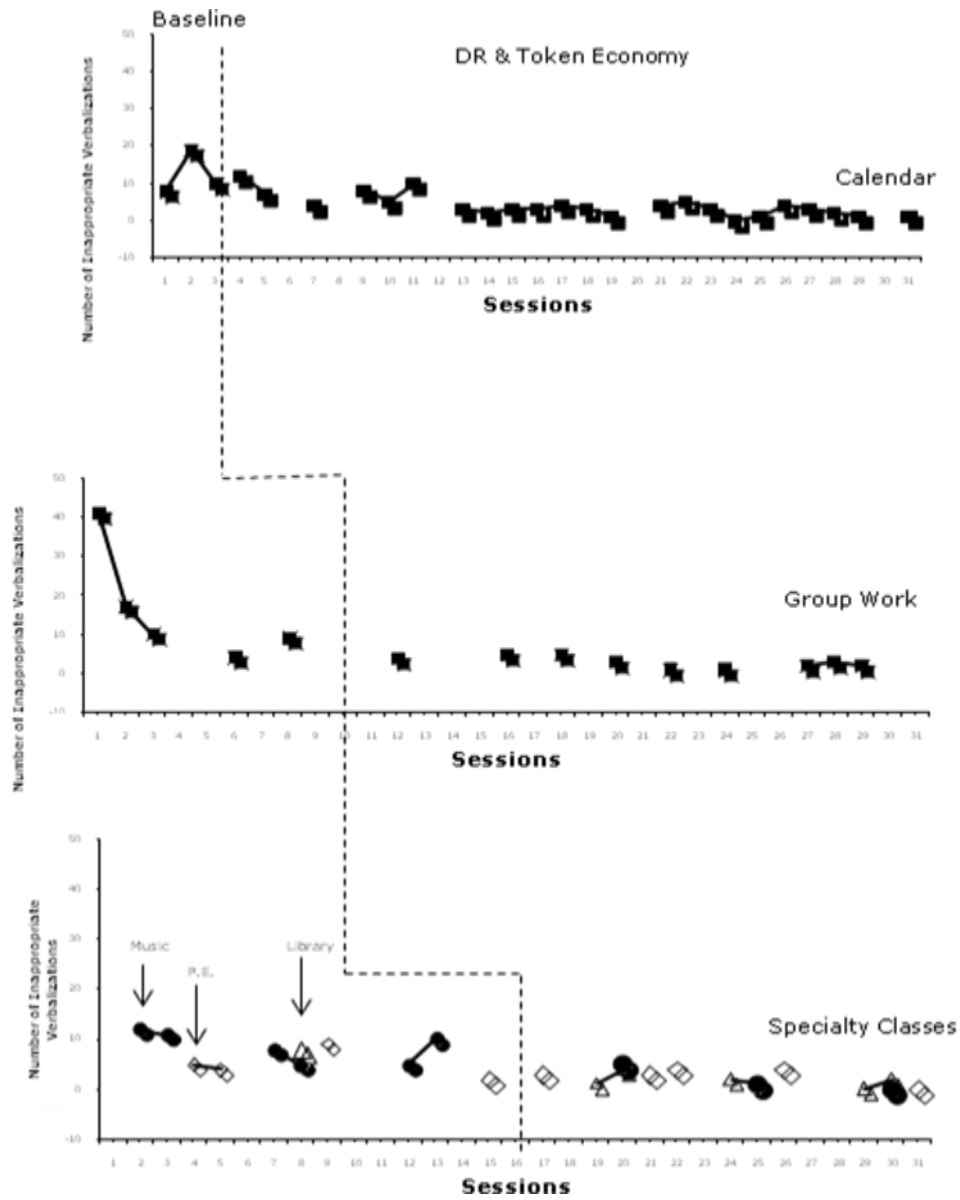 Baseline
DR & Token Economy
Number of Inappropriate Verbalizations
50
40
30
20
10
0
-10
Calendar
1 2 3 4 5 6 7 8 9 10 11 12 13 14 15 16 17 18 19 20 21 22 23 24 25 26 27 28 29 30 31
Sessions
Number of Inappropriate Verbalizations
50
40
30
20
10
0
-10
Group Work
1 2 3 4 5 6 7 8 9 10 11 12 13 14 15 16 17 18 19 20 21 22 23 24 25 26 27 28 29 30 31
Sessions
Number of Inappropriate
Verbalizations
50
40
30
20
10
0
-10
Music
P.E.
Library
Specialty Classes
1 2 3 4 5 6 7 8 9 10 11 12 13 14 15 16 17 18 19 20 21 22 23 24 25 26 27 28 29 30 31
Sessions